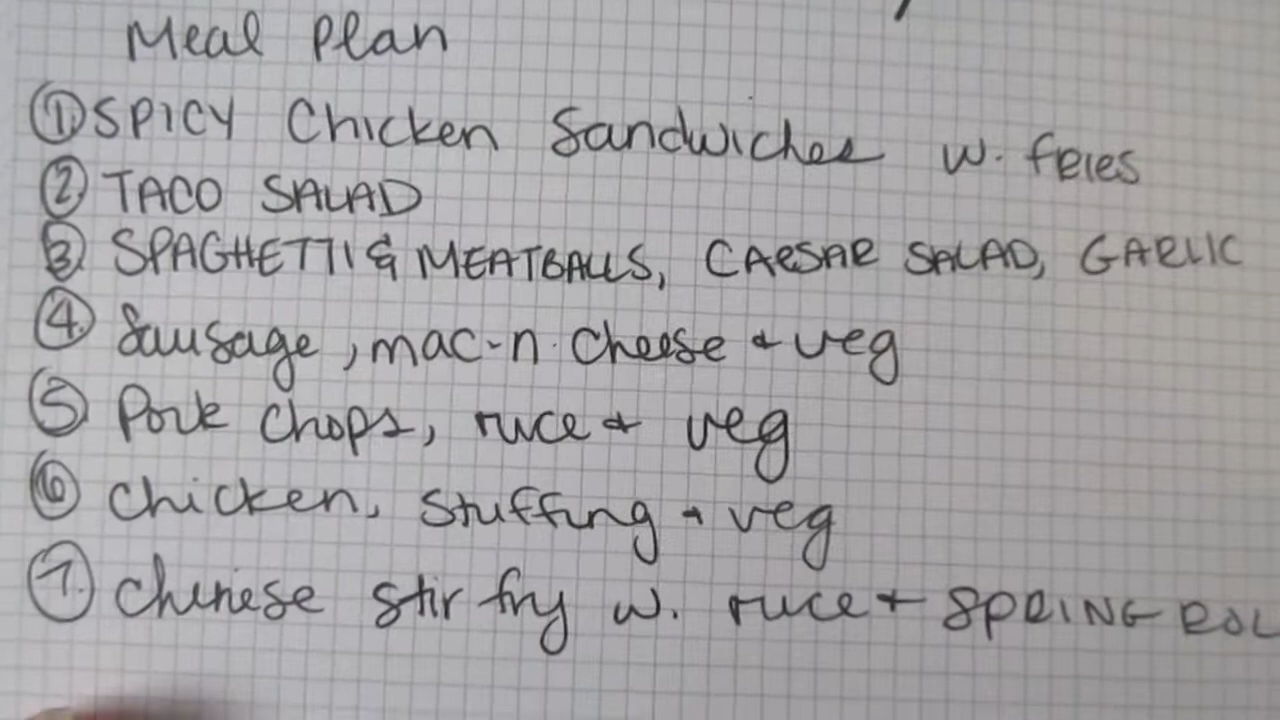 Meal Plan
① SPICY Chicken Sandwiches w. fries
② TACO SALAD
③ SPAGHETTI & MEATBALLS, CAESAR SALAD, GARLIC
④ Sausage, mac-n-cheese + veg
⑤ Pork chops, rice + veg
⑥ chicken, stuffing + veg
⑦ Chinese stir fry w. rice + SPRING ROL